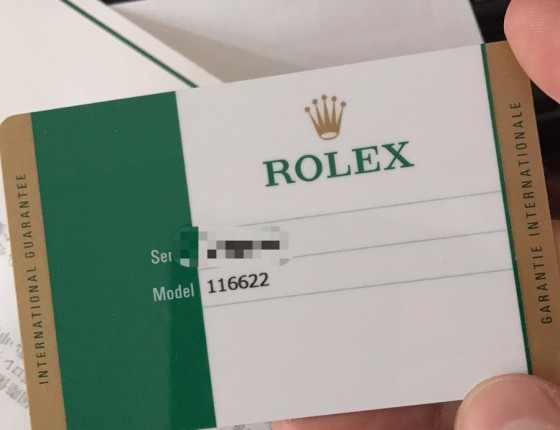 INTERNATIONAL GUARANTEE
ROLEX
Ser
Model 116622
GARANTIE INTERNATIONALE